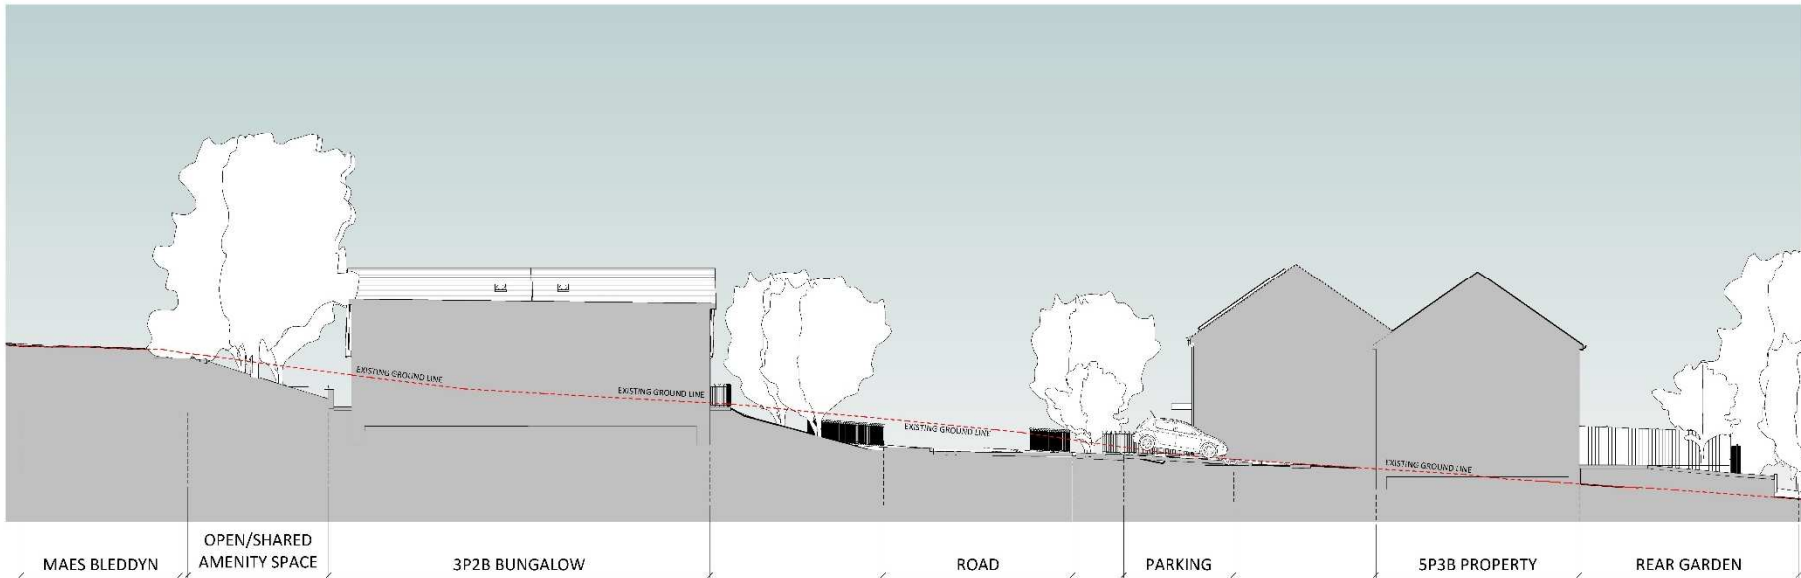 EXISTING GROUND LINE
EXISTING GROUND LINE
EXISTING GROUND LINE
EXISTING GROUND LINE
MAES BLEDDYN
OPEN/SHARED
AMENITY SPACE
3P2B BUNGALOW
ROAD
PARKING
5P3B PROPERTY
REAR GARDEN